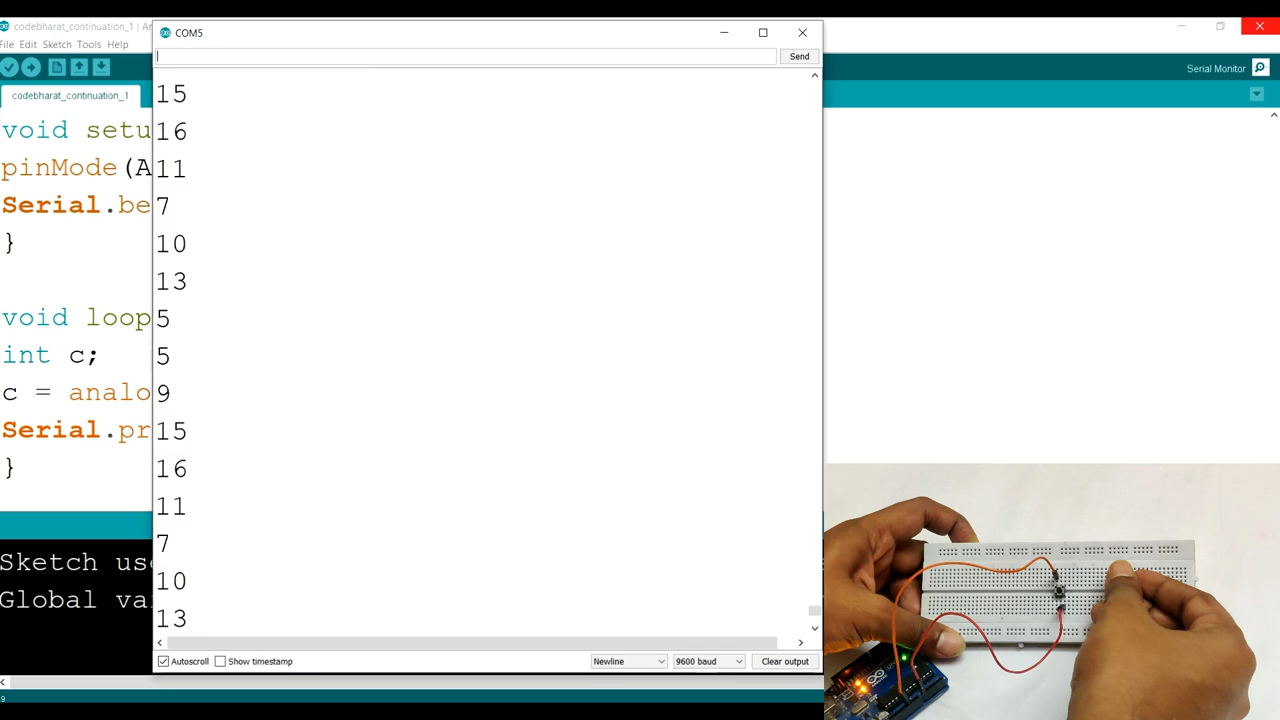 codebharat_continuation_1 | Ar
COM5
File Edit Sketch Tools Help
Send
Serial Monitor
codebharat_continuation_1
void setu
pinMode(A
Serial.be
}
void loop
int c;
c = analo
Serial.pr
}
15
16
11
7
10
13
5
5
9
15
16
11
7
10
13
Sketch use
Global va
Autoscroll Show timestamp Newline 9600 baud Clear output
9